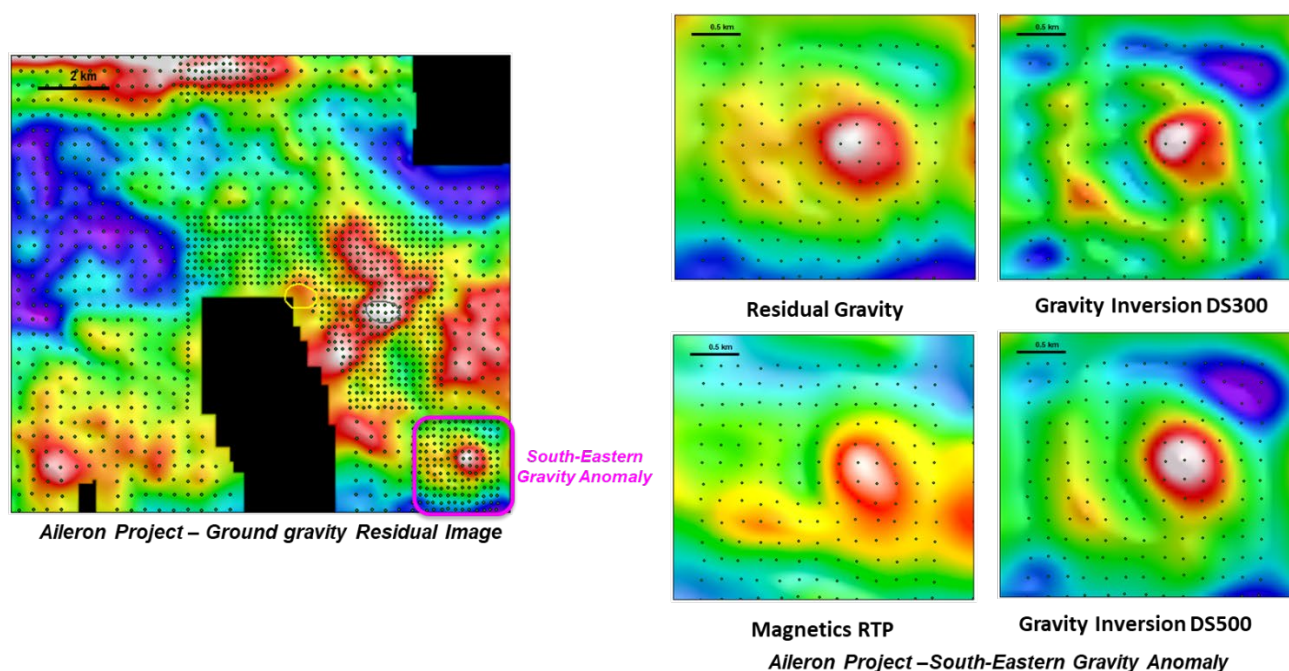 2 km
South-Eastern
Gravity Anomaly
Aileron Project – Ground gravity Residual Image
0.5 km
Residual Gravity
0.5 km
Gravity Inversion DS300
0.5 km
Magnetics RTP
0.5 km
Gravity Inversion DS500
Aileron Project –South-Eastern Gravity Anomaly